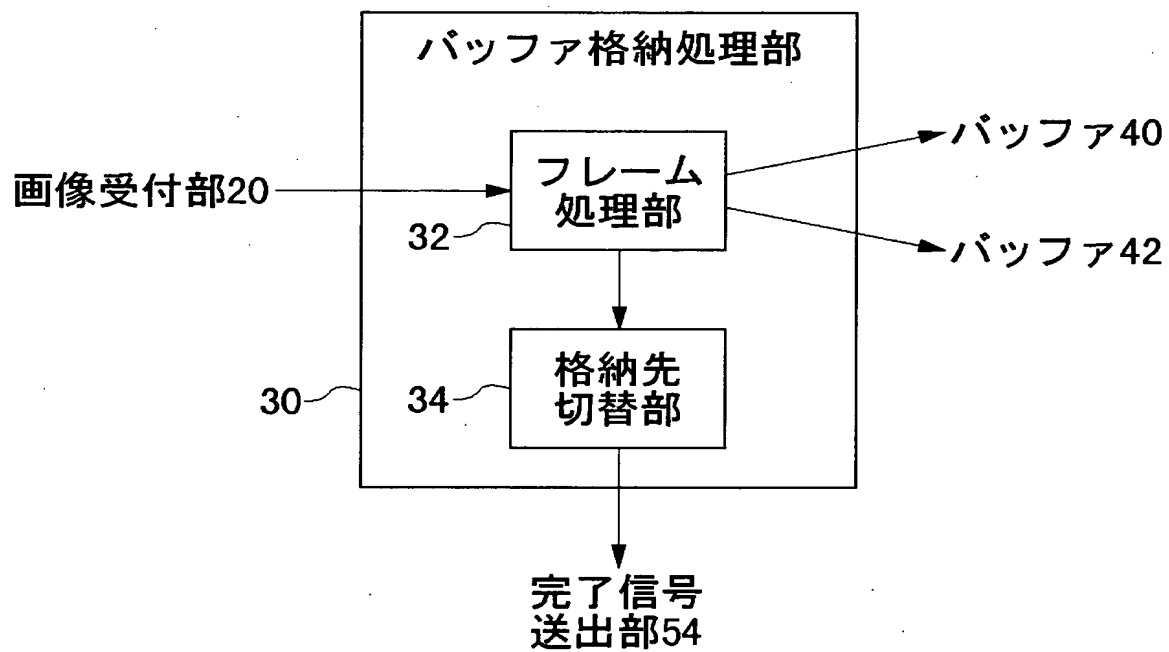 バッファ格納処理部
画像受付部20
フレーム
処理部
32
バッファ40
バッファ42
格納先
切替部
34
30
完了信号
送出部54